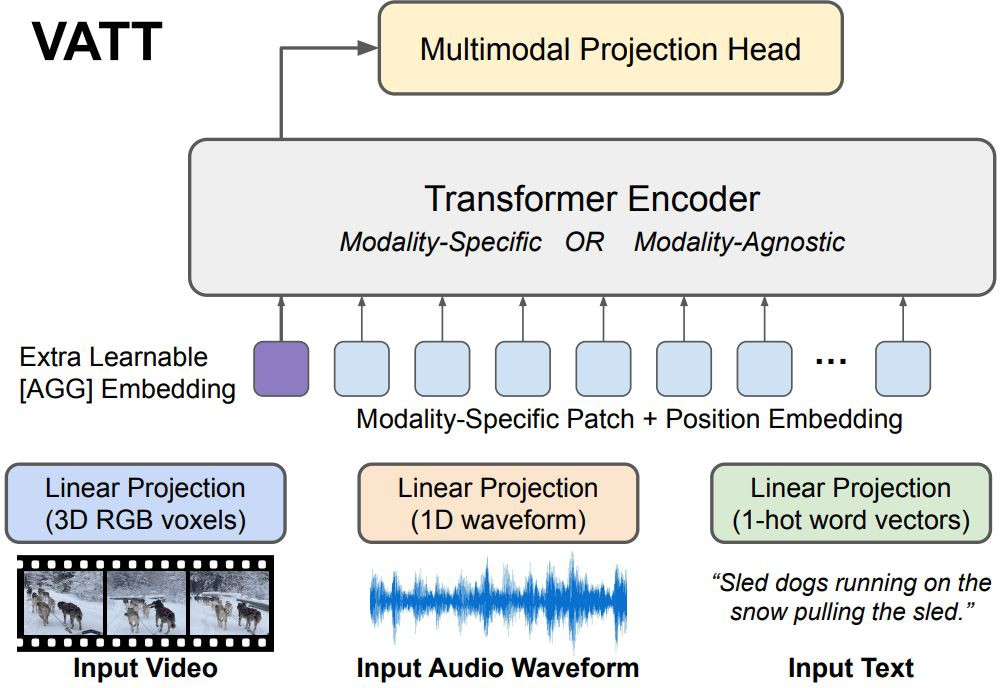 VATT
Multimodal Projection Head
Transformer Encoder
Modality-Specific OR Modality-Agnostic
Extra Learnable
[AGG] Embedding
...
Modality-Specific Patch + Position Embedding
Linear Projection
(3D RGB voxels)
Linear Projection
(1D waveform)
Linear Projection
(1-hot word vectors)
“Sled dogs running on the
snow pulling the sled.”
Input Video
Input Audio Waveform
Input Text